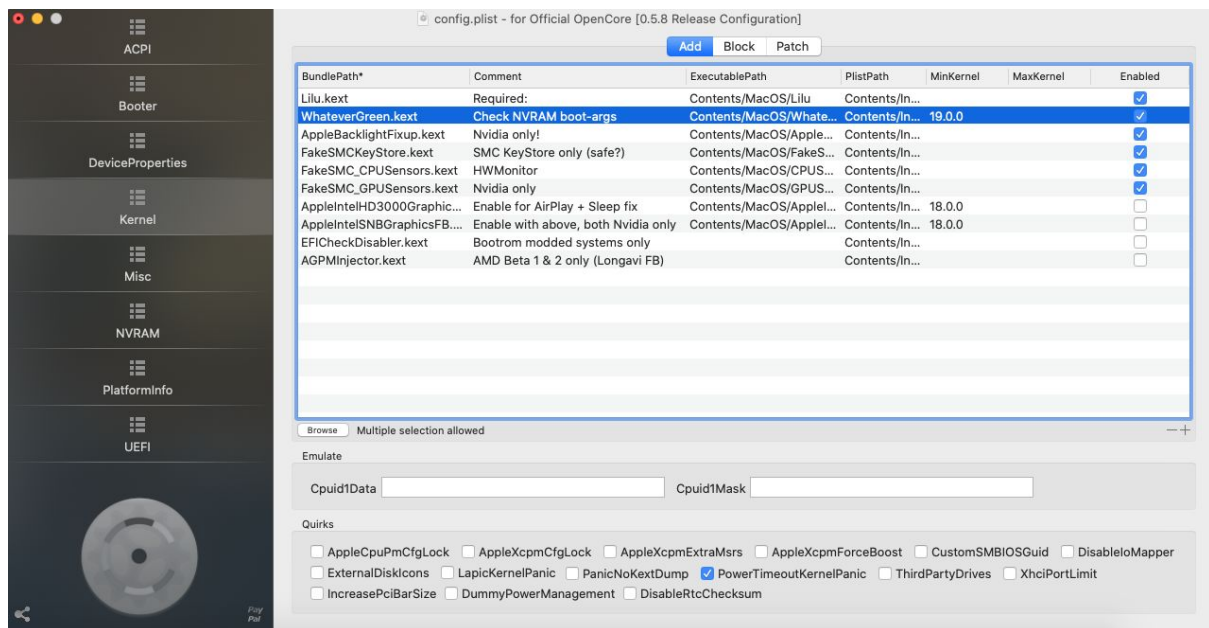 config.plist - for Official OpenCore [0.5.8 Release Configuration]
ACPI
Booter
DeviceProperties
Kernel
Misc
NVRAM
PlatformInfo
UEFI
Pay
Pal
Add Block Patch
BundlePath* Comment ExecutablePath PlistPath MinKernel MaxKernel Enabled
Lilu.kext Required: Contents/MacOS/Lilu Contents/In...
WhateverGreen.kext Check NVRAM boot-args Contents/MacOS/Whate... Contents/In... 19.0.0
AppleBacklightFixup.kext Nvidia only! Contents/MacOS/Apple... Contents/In...
FakeSMCKeyStore.kext SMC KeyStore only (safe?) Contents/MacOS/FakeS... Contents/In...
FakeSMC_CPUSensors.kext HWMonitor Contents/MacOS/CPUS... Contents/In...
FakeSMC_GPUSensors.kext Nvidia only Contents/MacOS/GPUS... Contents/In...
AppleIntelHD3000Graphic... Enable for AirPlay + Sleep fix Contents/MacOS/AppleI... Contents/In... 18.0.0
AppleIntelSNBGraphicsFB.... Enable with above, both Nvidia only Contents/MacOS/AppleI... Contents/In... 18.0.0
EFICheckDisabler.kext Bootrom modded systems only Contents/In...
AGPMInjector.kext AMD Beta 1 & 2 only (Longavi FB) Contents/In...
Browse Multiple selection allowed
Emulate
Cpuid1Data Cpuid1Mask
Quirks
AppleCpuPmCfgLock AppleXcpmCfgLock AppleXcpmExtraMsrs AppleXcpmForceBoost CustomSMBIOSGuid DisableIoMapper
ExternalDiskIcons LapicKernelPanic PanicNoKextDump PowerTimeoutKernelPanic ThirdPartyDrives XhciPortLimit
IncreasePciBarSize DummyPowerManagement DisableRtcChecksum